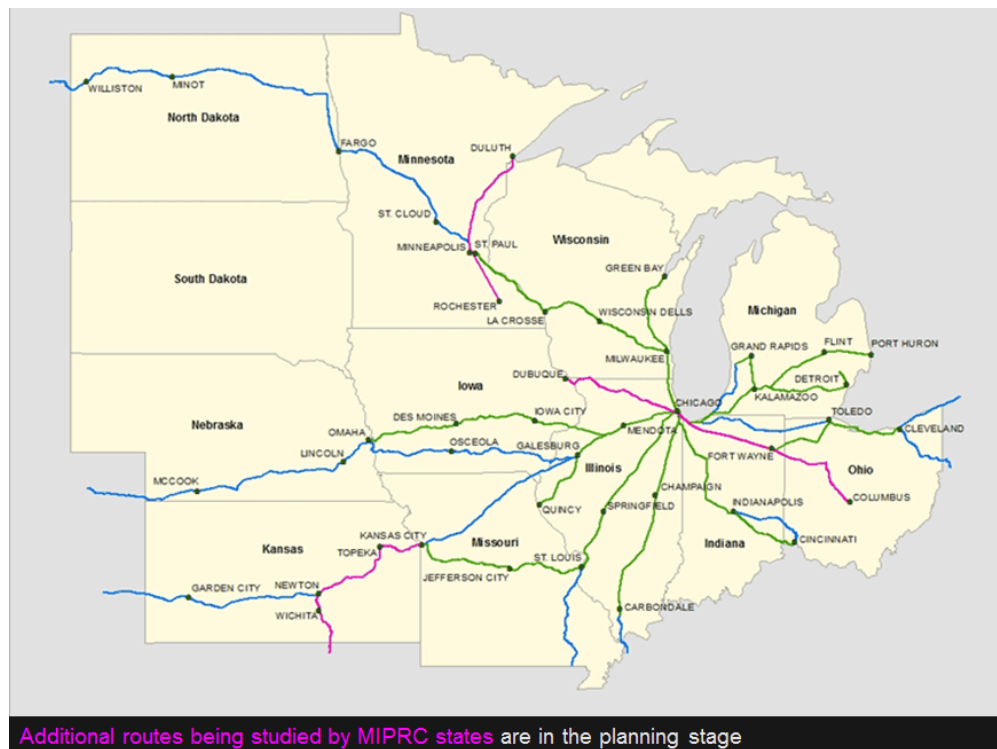 WILLISTON
MINOT
North Dakota
FARGO
Minnesota
DULUTH
ST. CLOUD
MINNEAPOLIS
ST. PAUL
Wisconsin
GREEN BAY
South Dakota
ROCHESTER
LA CROSSE
WISCONSIN DELLS
Michigan
MILWAUKEE
GRAND RAPIDS
FLINT
PORT HURON
DUBUQUE
DETROIT
KALAMAZOO
Iowa
CHICAGO
TOLEDO
Nebraska
DES MOINES
IOWA CITY
MENDOTA
CLEVELAND
OMAHA
OSCEOLA
GALESBURG
LINCOLN
FORT WAYNE
Illinois
Ohio
MCCOOK
CHAMPAIGN
COLUMBUS
QUINCY
SPRINGFIELD
INDIANAPOLIS
KANSAS CITY
Missouri
Indiana
CINCINNATI
Kansas
TOPEKA
ST. LOUIS
JEFFERSON CITY
GARDEN CITY
NEWTON
WICHITA
CARBONDALE
Additional routes being studied by MIPRC states are in the planning stage